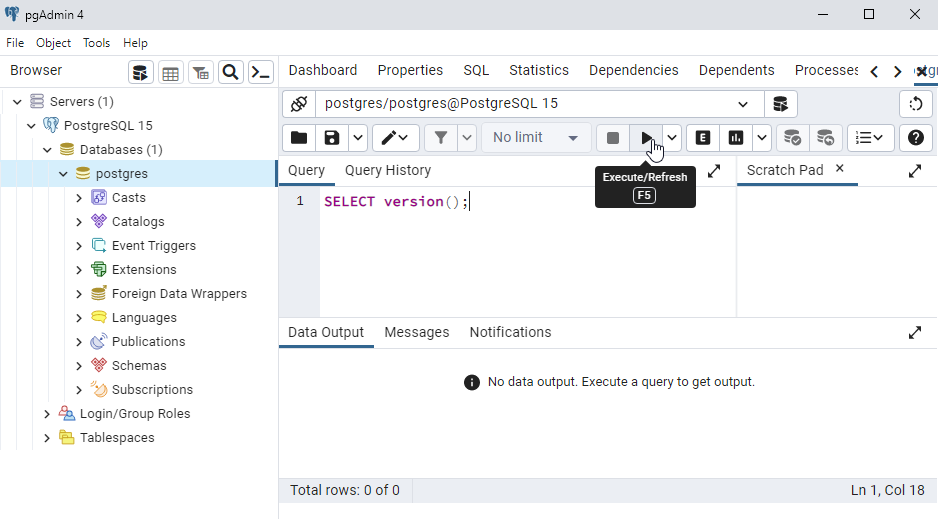 pgAdmin 4
File Object Tools Help
Browser
Dashboard Properties SQL Statistics Dependencies Dependents Processes
Servers (1)
PostgreSQL 15
Databases (1)
postgres
Casts
Catalogs
Event Triggers
Extensions
Foreign Data Wrappers
Languages
Publications
Schemas
Subscriptions
Login/Group Roles
Tablespaces
postgres/postgres@PostgreSQL 15
No limit
E
Execute/Refresh
F5
Query Query History
Scratch Pad
1 SELECT version();
Data Output Messages Notifications
No data output. Execute a query to get output.
Total rows: 0 of 0
Ln 1, Col 18